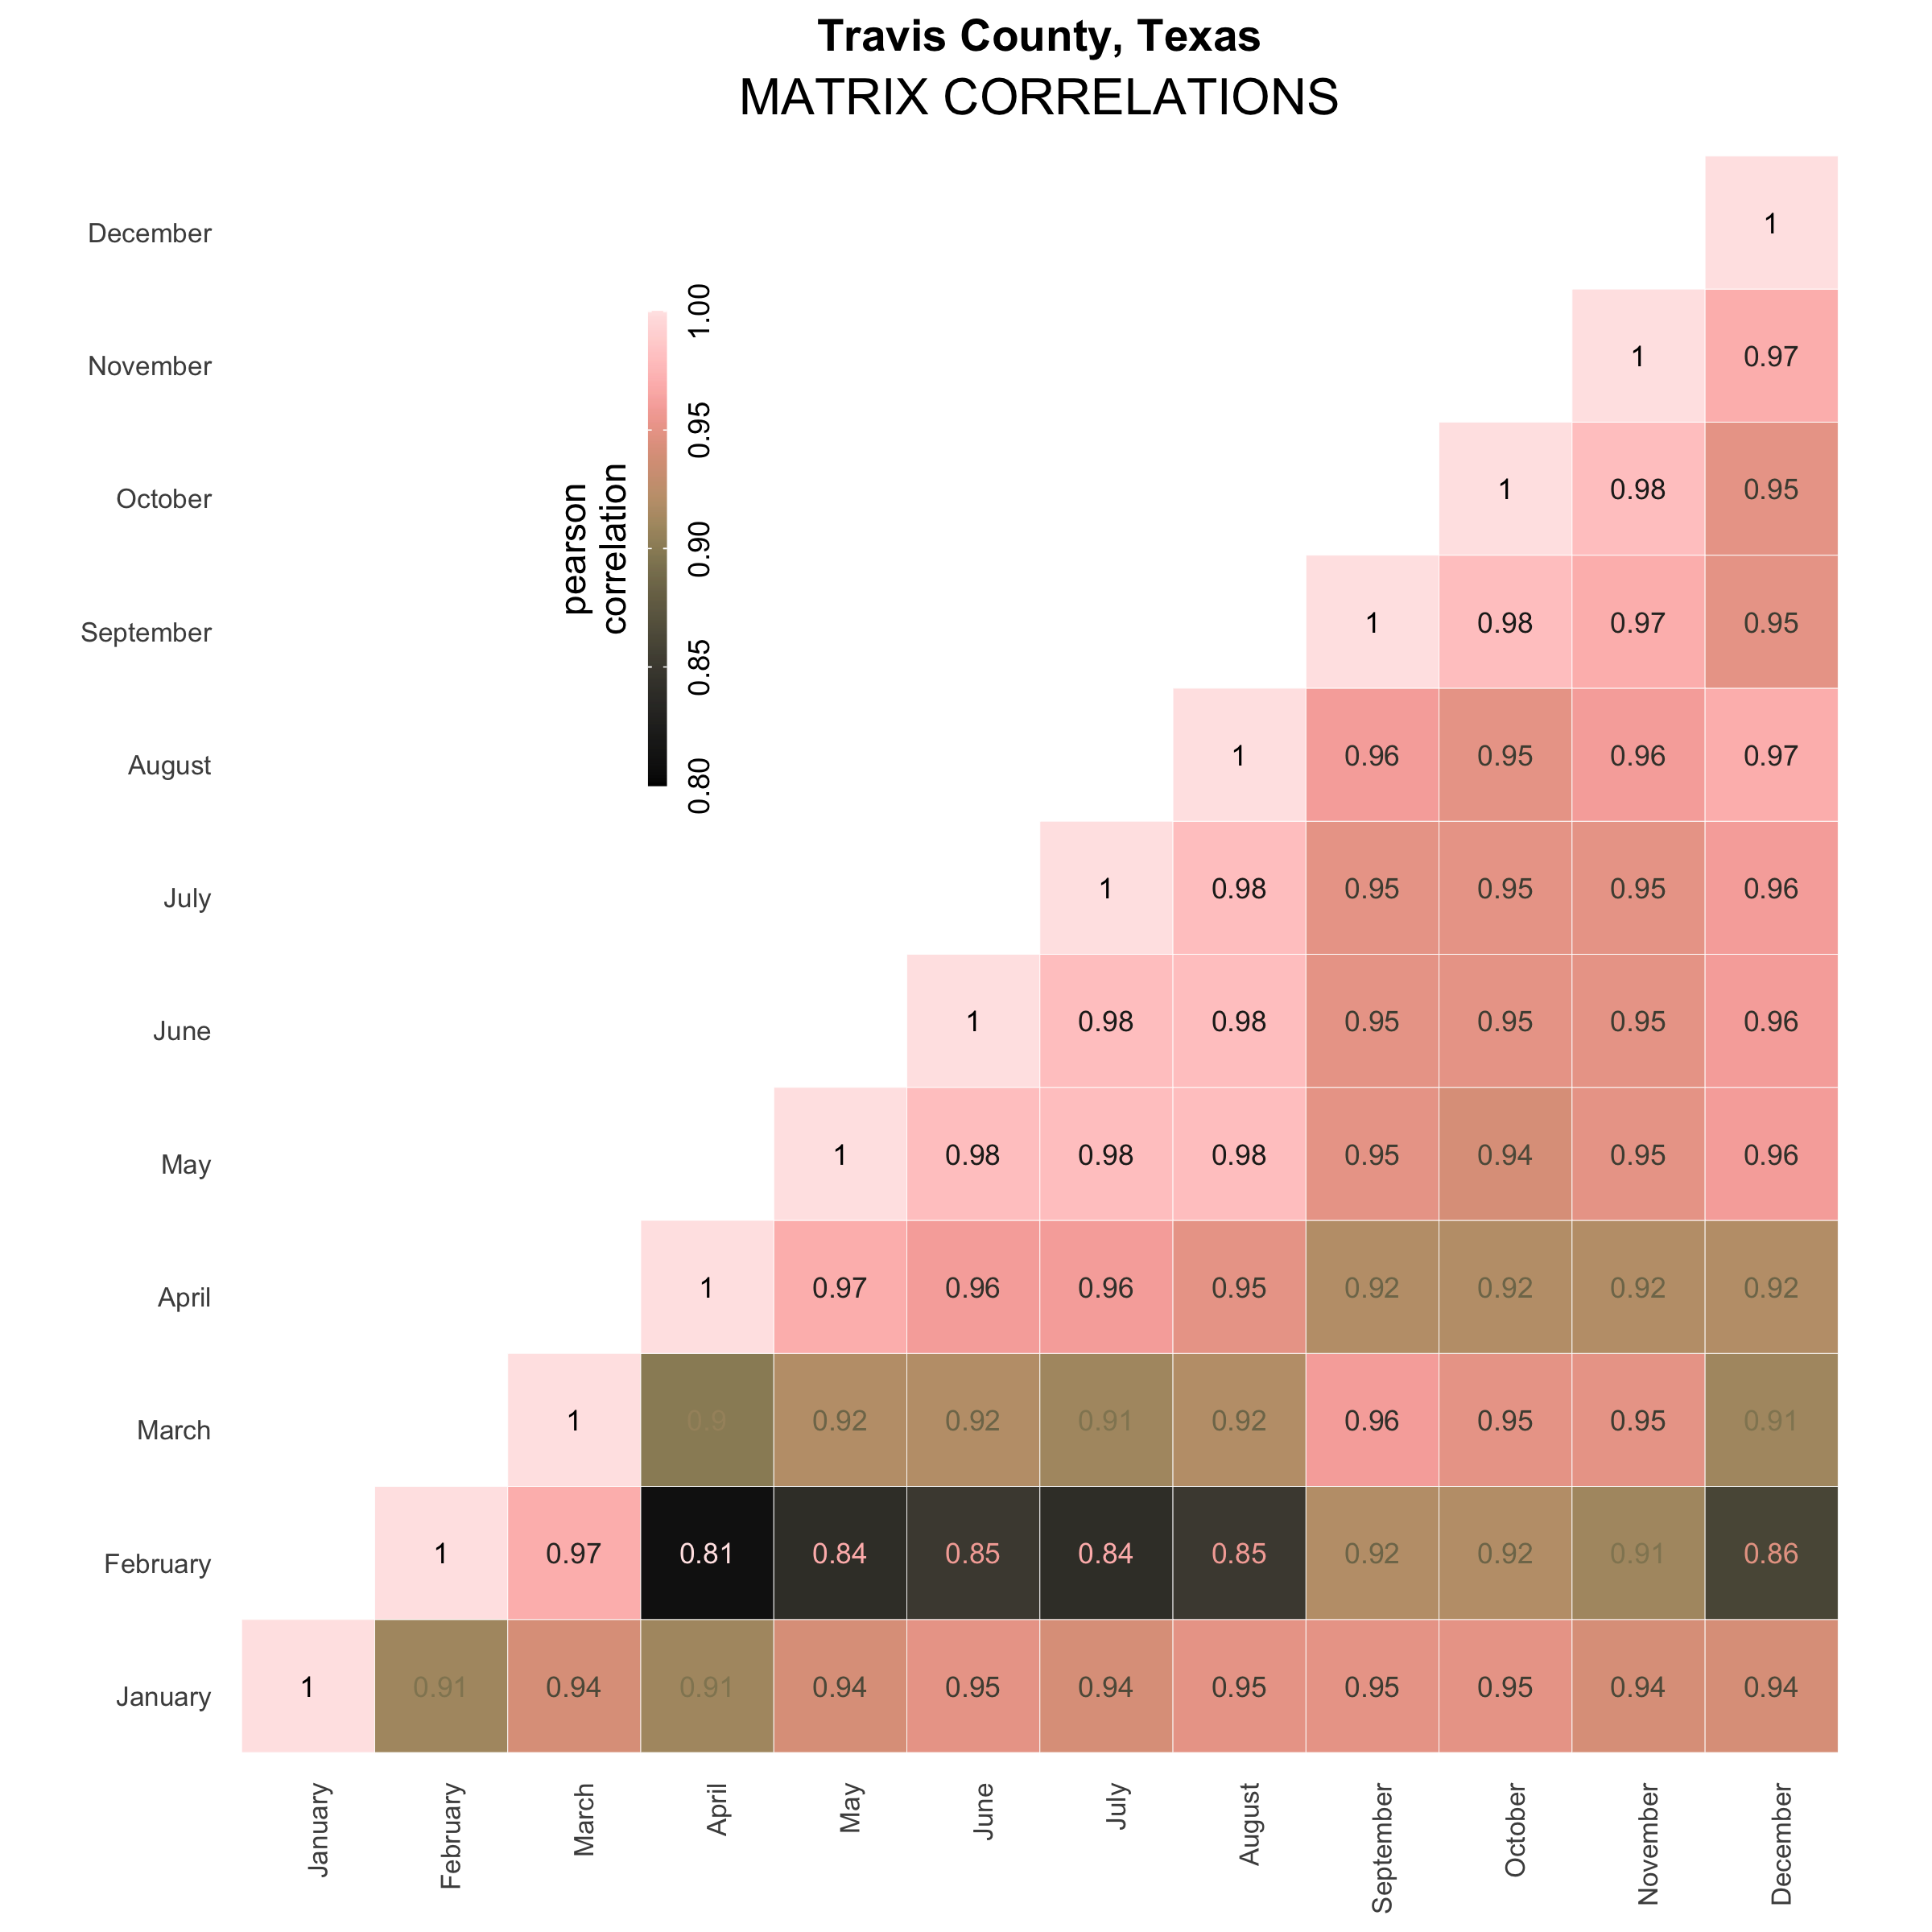 Travis County, Texas
MATRIX CORRELATIONS
December 1
November 1 0.97
October 1 0.98 0.95
September 1 0.98 0.97 0.95
August 1 0.96 0.95 0.96 0.97
July 1 0.98 0.95 0.95 0.95 0.96
June 1 0.98 0.98 0.95 0.95 0.95 0.96
May 1 0.98 0.98 0.98 0.95 0.94 0.95 0.96
April 1 0.97 0.96 0.96 0.95 0.92 0.92 0.92 0.92
March 1 0.9 0.92 0.92 0.91 0.92 0.96 0.95 0.95 0.91
February 1 0.97 0.81 0.84 0.85 0.84 0.85 0.92 0.92 0.91 0.86
January 1 0.91 0.94 0.91 0.94 0.95 0.94 0.95 0.95 0.95 0.94 0.94
January February March April May June July August September October November December
pearson
correlation
0.80 0.85 0.90 0.95 1.00